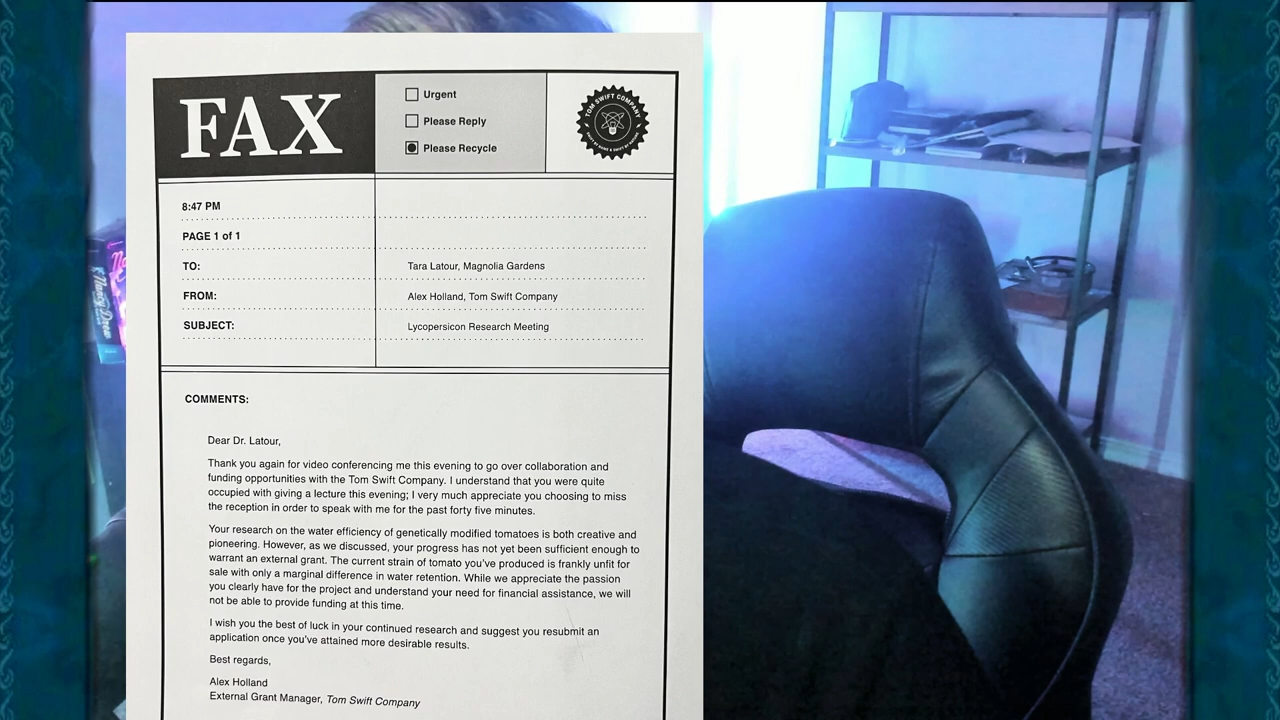 FAX
Urgent
Please Reply
Please Recycle
TOM SWIFT COMPANY
8:47 PM
PAGE 1 of 1
TO: Tara Latour, Magnolia Gardens
FROM: Alex Holland, Tom Swift Company
SUBJECT: Lycopersicon Research Meeting
COMMENTS:
Dear Dr. Latour,
Thank you again for video conferencing me this evening to go over collaboration and
funding opportunities with the Tom Swift Company. I understand that you were quite
occupied with giving a lecture this evening; I very much appreciate you choosing to miss
the reception in order to speak with me for the past forty five minutes.
Your research on the water efficiency of genetically modified tomatoes is both creative and
pioneering. However, as we discussed, your progress has not yet been sufficient enough to
warrant an external grant. The current strain of tomato you've produced is frankly unfit for
sale with only a marginal difference in water retention. While we appreciate the passion
you clearly have for the project and understand your need for financial assistance, we will
not be able to provide funding at this time.
I wish you the best of luck in your continued research and suggest you resubmit an
application once you've attained more desirable results.
Best regards,
Alex Holland
External Grant Manager, Tom Swift Company
Nancy Drew